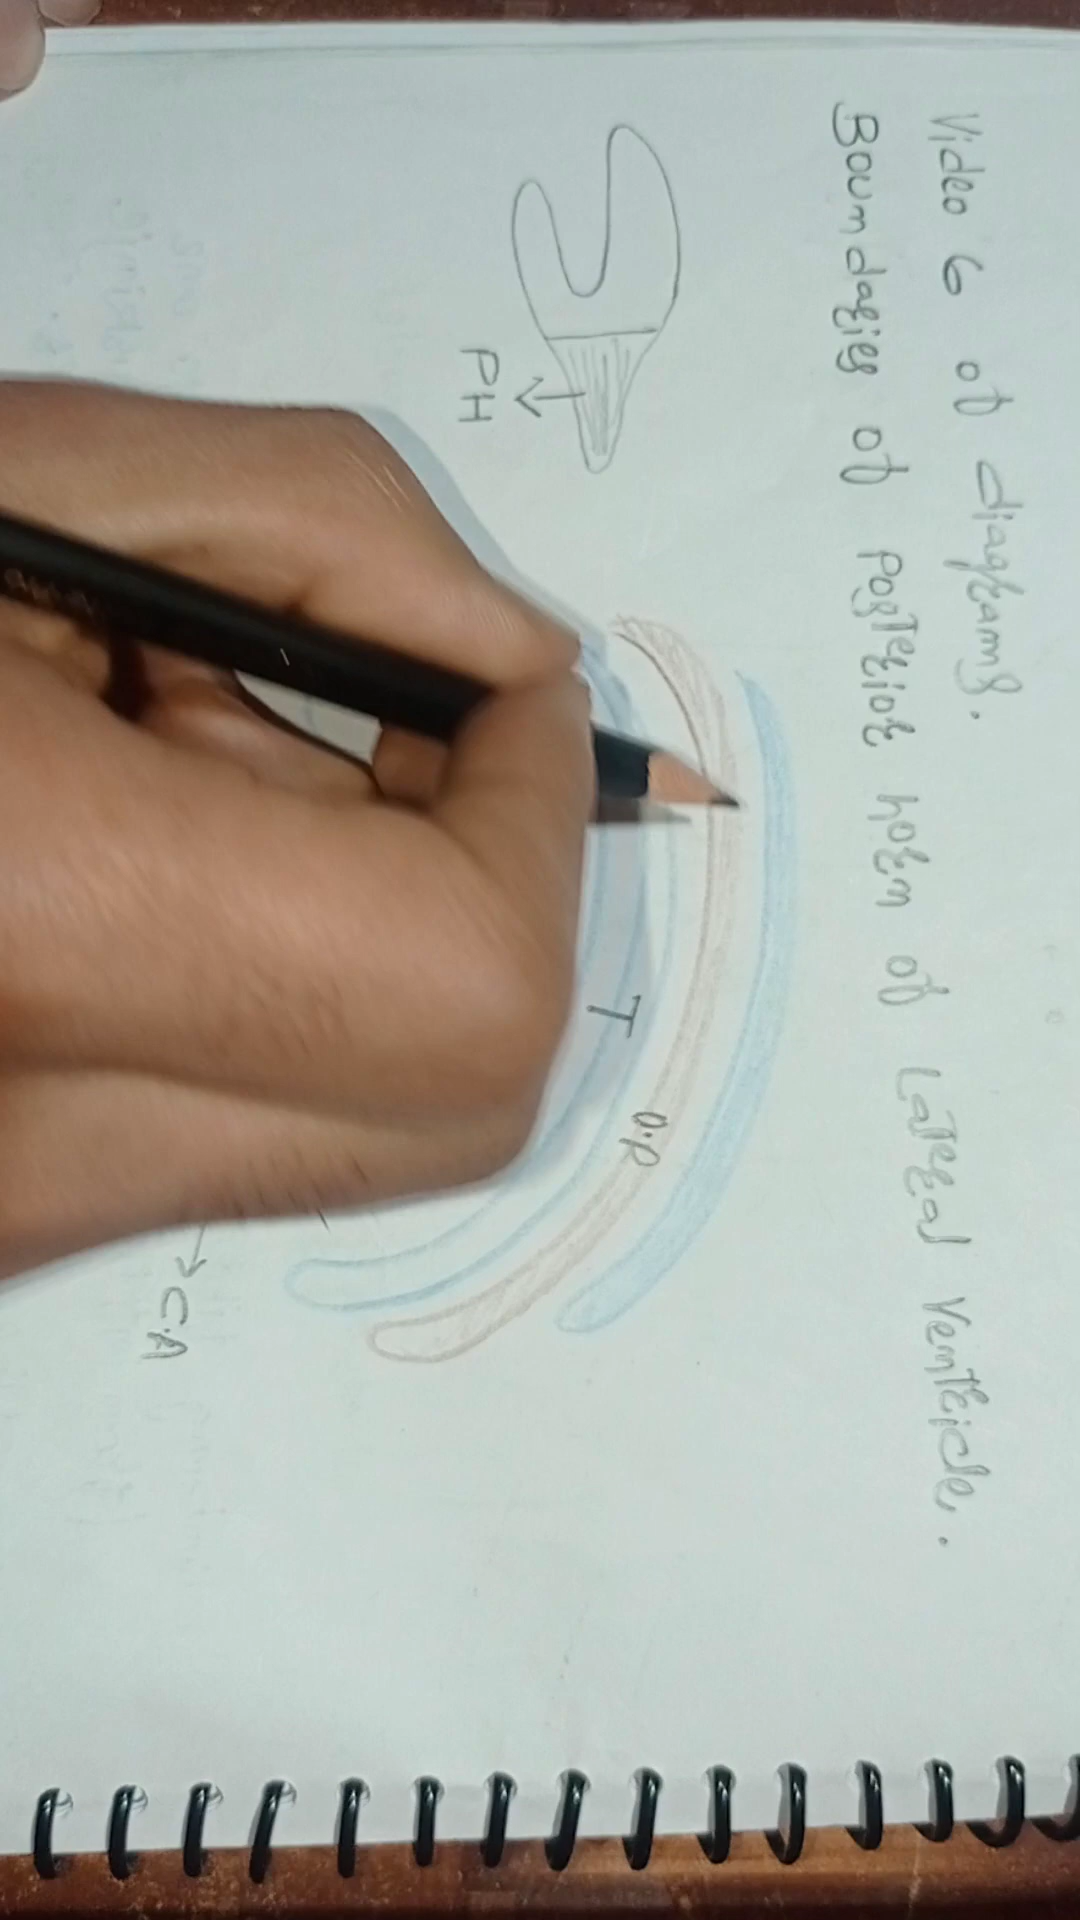 Video 6 of diagrams.
Boundaries of Posterior horn of Lateral Ventricle.
PH
T
O.R
C.A